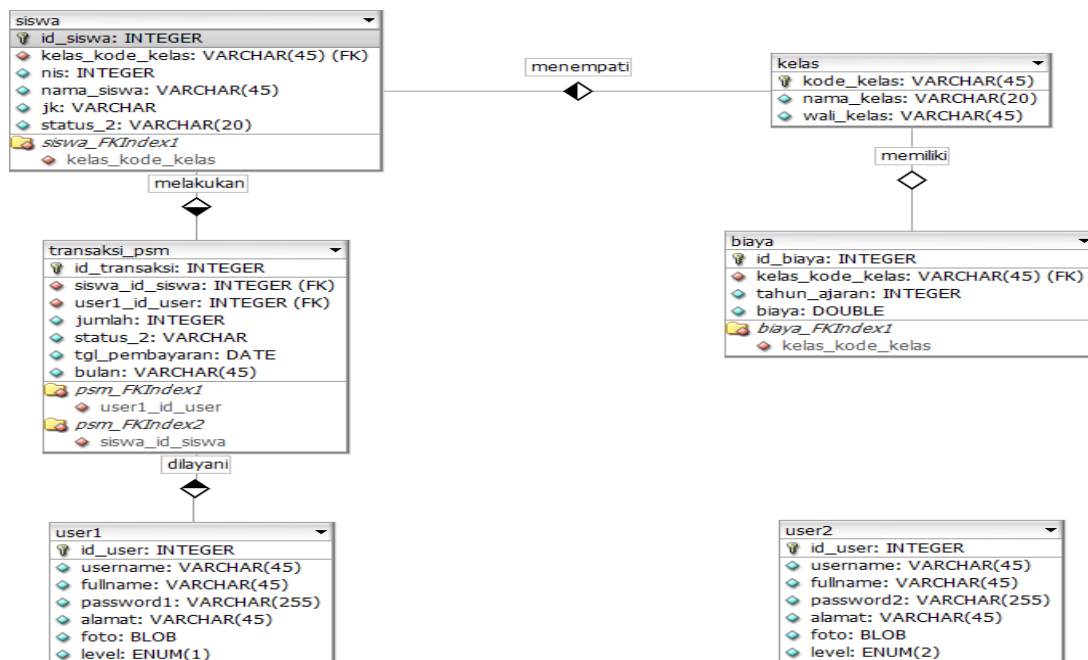 siswa
id_siswa: INTEGER
kelas_kode_kelas: VARCHAR(45) (FK)
nis: INTEGER
nama_siswa: VARCHAR(45)
jk: VARCHAR
status_2: VARCHAR(20)
siswa_FKIndex1
kelas_kode_kelas
menempati
kelas
kode_kelas: VARCHAR(45)
nama_kelas: VARCHAR(20)
wali_kelas: VARCHAR(45)
melakukan
memiliki
transaksi_psm
id_transaksi: INTEGER
siswa_id_siswa: INTEGER (FK)
user1_id_user: INTEGER (FK)
jumlah: INTEGER
status_2: VARCHAR
tgl_pembayaran: DATE
bulan: VARCHAR(45)
psm_FKIndex1
user1_id_user
psm_FKIndex2
siswa_id_siswa
biaya
id_biaya: INTEGER
kelas_kode_kelas: VARCHAR(45) (FK)
tahun_ajaran: INTEGER
biaya: DOUBLE
biaya_FKIndex1
kelas_kode_kelas
dilayani
user1
id_user: INTEGER
username: VARCHAR(45)
fullname: VARCHAR(45)
password1: VARCHAR(255)
alamat: VARCHAR(45)
foto: BLOB
level: ENUM(1)
user2
id_user: INTEGER
username: VARCHAR(45)
fullname: VARCHAR(45)
password2: VARCHAR(255)
alamat: VARCHAR(45)
foto: BLOB
level: ENUM(2)